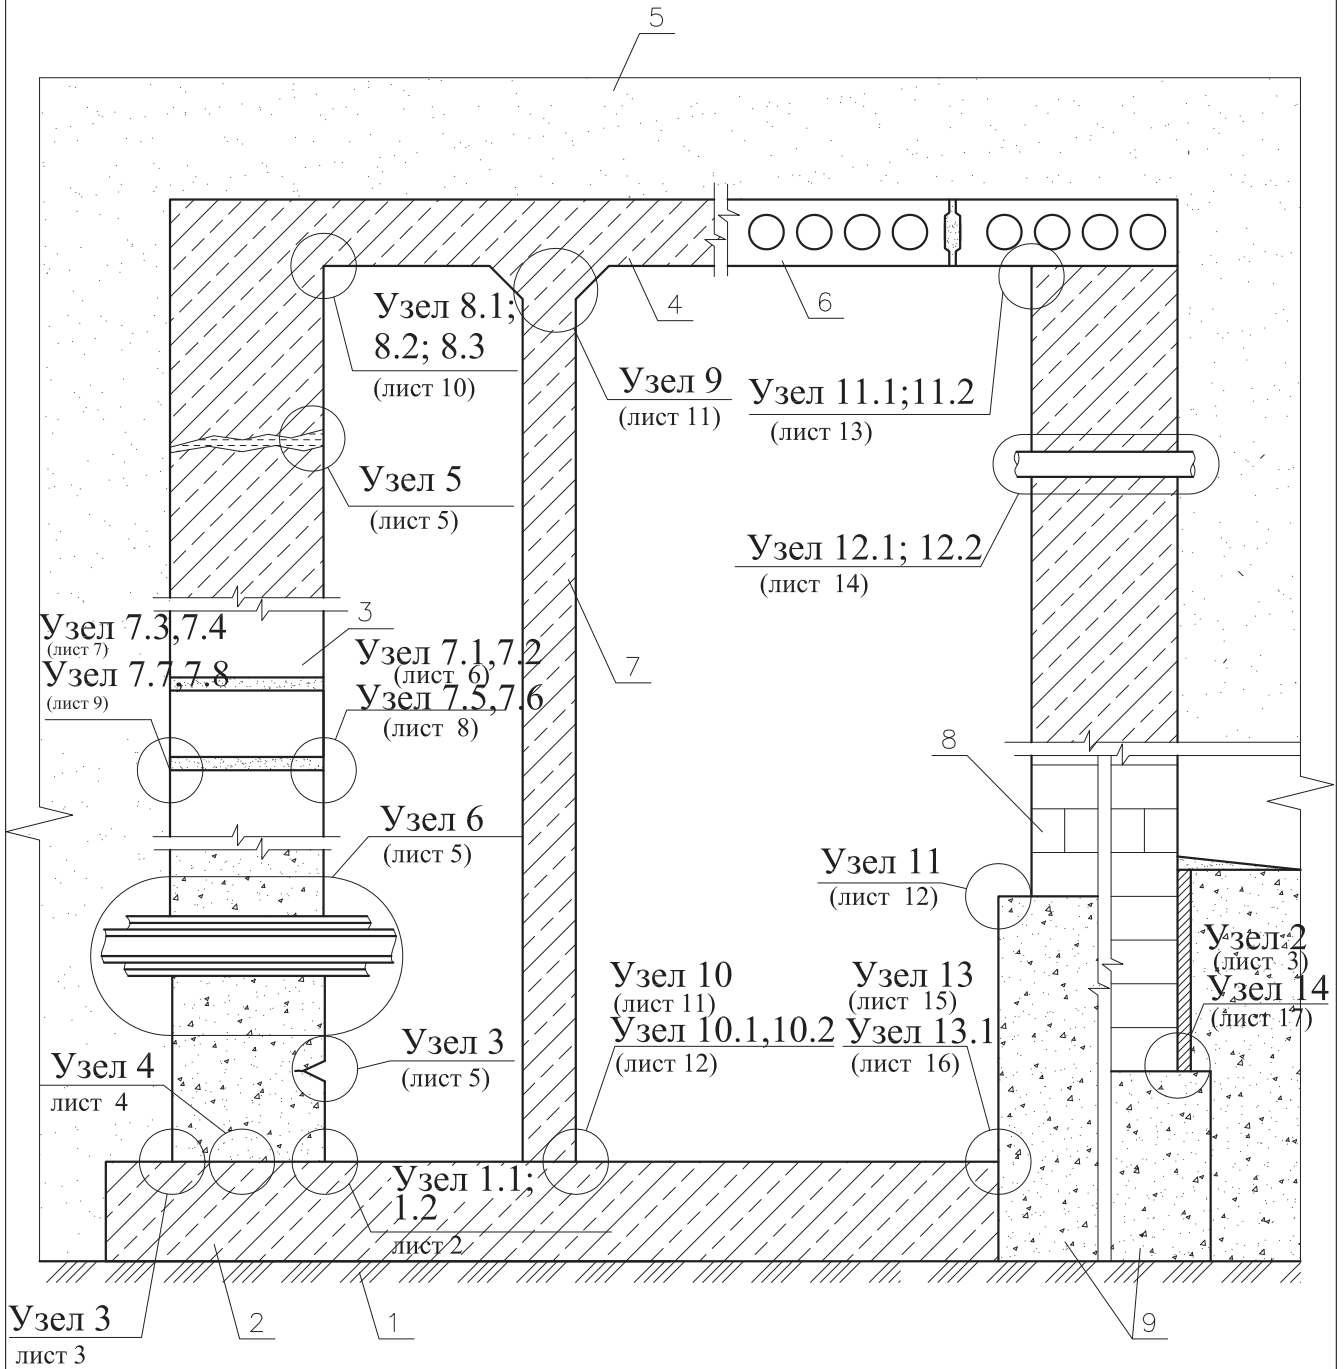 5
Узел 8.1;
8.2; 8.3
(лист 10)
4
6
Узел 9
(лист 11)
Узел 11.1;11.2
(лист 13)
Узел 5
(лист 5)
Узел 12.1; 12.2
(лист 14)
3
Узел 7.3,7.4
(лист 7)
Узел 7.7,7.8
(лист 9)
Узел 7.1,7.2
(лист 6)
Узел 7.5,7.6
(лист 8)
7
8
Узел 6
(лист 5)
Узел 11
(лист 12)
Узел 2
(лист 3)
Узел 14
(лист 17)
Узел 10
(лист 11)
Узел 10.1,10.2
(лист 12)
Узел 13
(лист 15)
Узел 13.1
(лист 16)
Узел 3
(лист 5)
Узел 4
лист 4
Узел 1.1;
1.2
лист 2
Узел 3
лист 3
2
1
9